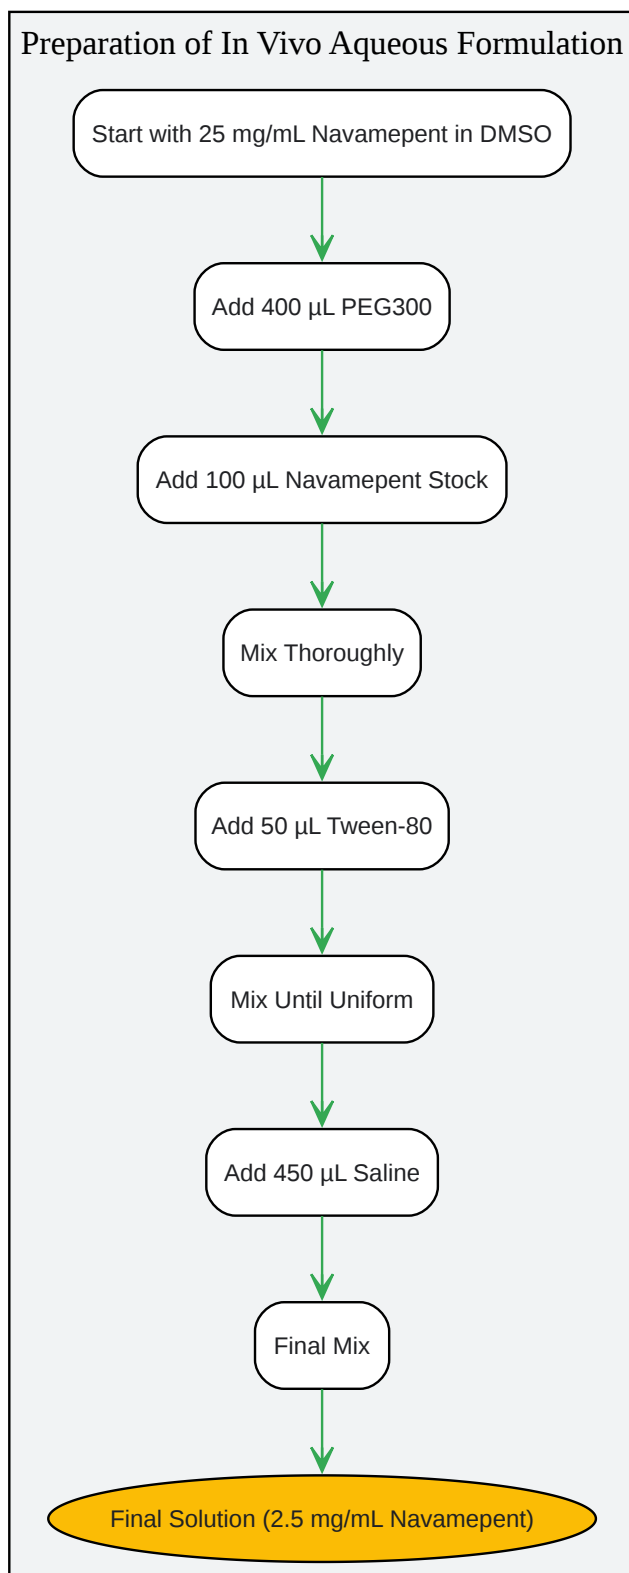 Preparation of In Vivo Aqueous Formulation
Start with 25 mg/mL Navamepent in DMSO
Add 400 µL PEG300
Add 100 µL Navamepent Stock
Mix Thoroughly
Add 50 µL Tween-80
Mix Until Uniform
Add 450 µL Saline
Final Mix
Final Solution (2.5 mg/mL Navamepent)